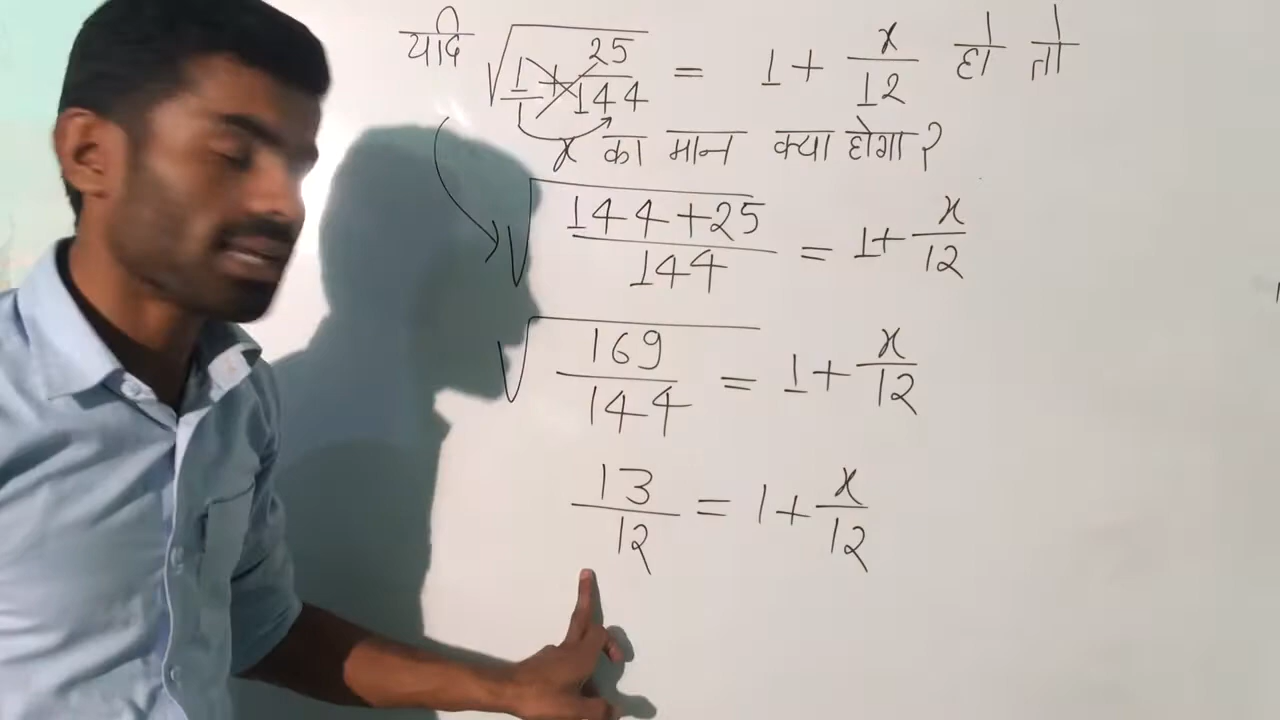 यदि √(1/1 + 25/144) = 1 + x/12 हो तो
x का मान क्या होगा ?
√((144+25)/144) = 1 + x/12
√(169/144) = 1 + x/12
13/12 = 1 + x/12